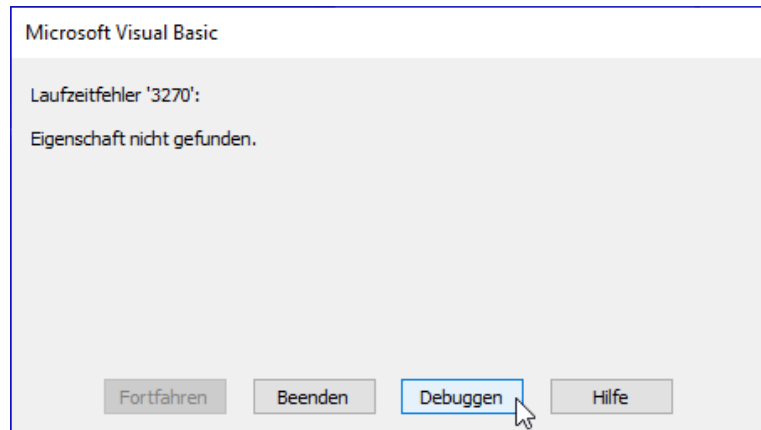 Microsoft Visual Basic
Laufzeitfehler '3270':
Eigenschaft nicht gefunden.
Fortfahren Beenden Debuggen Hilfe